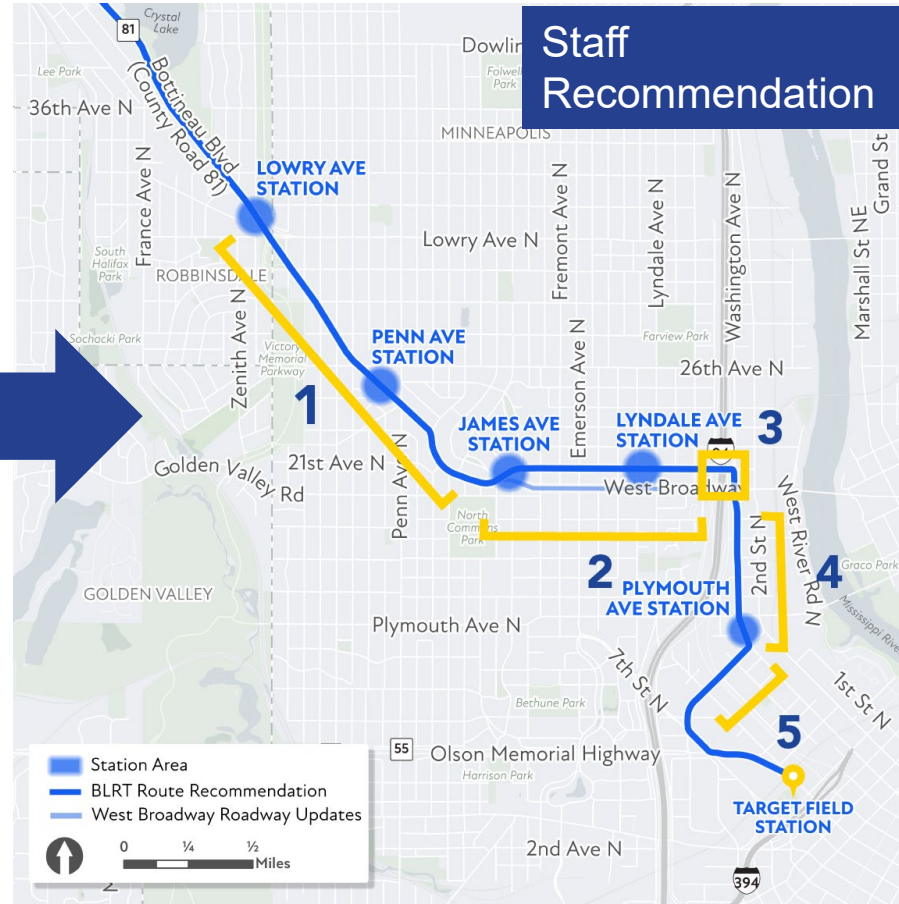 Staff
Recommendation
Crystal
Lake
81
Bottineau Blvd
(County Road 81)
Lee Park
36th Ave N
Folwell
MINNEAPOLIS
Grand St
LOWRY AVE
STATION
France Ave N
Fremont Ave N
Lyndale Ave N
Washington Ave N
Marshall St NE
Lowry Ave N
South
Halifax
Park
ROBBINSDALE
Zenith Ave N
Sochacki Park
Victory
Memorial
Parkway
PENN AVE
STATION
Farview Park
26th Ave N
1
Emerson Ave N
JAMES AVE
STATION
LYNDALE AVE
STATION
3
21st Ave N
Golden Valley
Rd
Penn Ave N
West Broadway
North
Commons
Park
2
2nd St N
West River Rd N
4
Graco Park
Mississippi River
GOLDEN VALLEY
PLYMOUTH
AVE STATION
Plymouth Ave N
7th St N
1st St N
Bethune Park
5
55
Olson Memorial Highway
Harrison Park
TARGET FIELD
STATION
2nd Ave N
394
Station Area
BLRT Route Recommendation
West Broadway Roadway Updates
0 ¼ ½
Miles